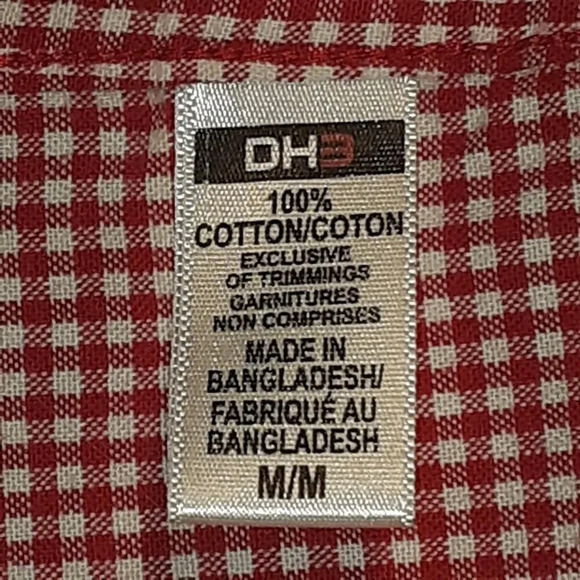 DH3
100%
COTTON/COTON
EXCLUSIVE
OF TRIMMINGS
GARNITURES
NON COMPRISES
MADE IN
BANGLADESH/
FABRIQUÉ AU
BANGLADESH
M/M